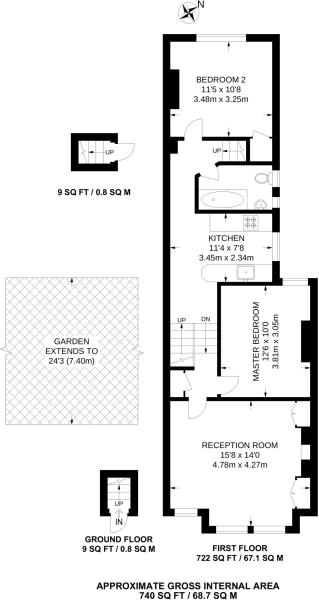 N
BEDROOM 2
11'5 x 10'8
3.48m x 3.25m
UP
UP
9 SQ FT / 0.8 SQ M
KITCHEN
11'4 x 7'8
3.45m x 2.34m
GARDEN
EXTENDS TO
24'3 (7.40m)
UP
DN
MASTER BEDROOM
12'6 x 10'0
3.81m x 3.05m
RECEPTION ROOM
15'8 x 14'0
4.78m x 4.27m
UP
IN
GROUND FLOOR
9 SQ FT / 0.8 SQ M
FIRST FLOOR
722 SQ FT / 67.1 SQ M
APPROXIMATE GROSS INTERNAL AREA
740 SQ FT / 68.7 SQ M